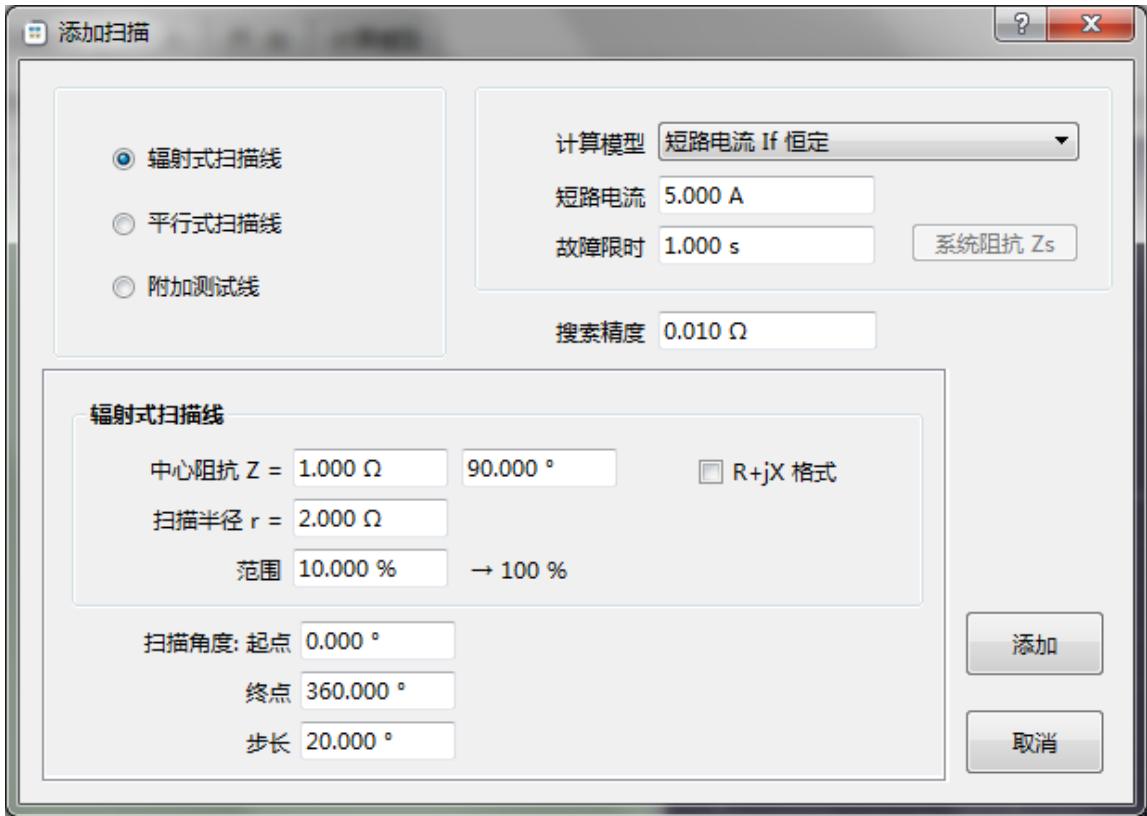 添加扫描
辐射式扫描线
平行式扫描线
附加测试线
计算模型 短路电流 If 恒定
短路电流 5.000 A
故障限时 1.000 s 系统阻抗 Zs
搜索精度 0.010 Ω
辐射式扫描线
中心阻抗 Z = 1.000 Ω 90.000 ° R+jX 格式
扫描半径 r = 2.000 Ω
范围 10.000 % → 100 %
扫描角度: 起点 0.000 °
终点 360.000 °
步长 20.000 °
添加
取消